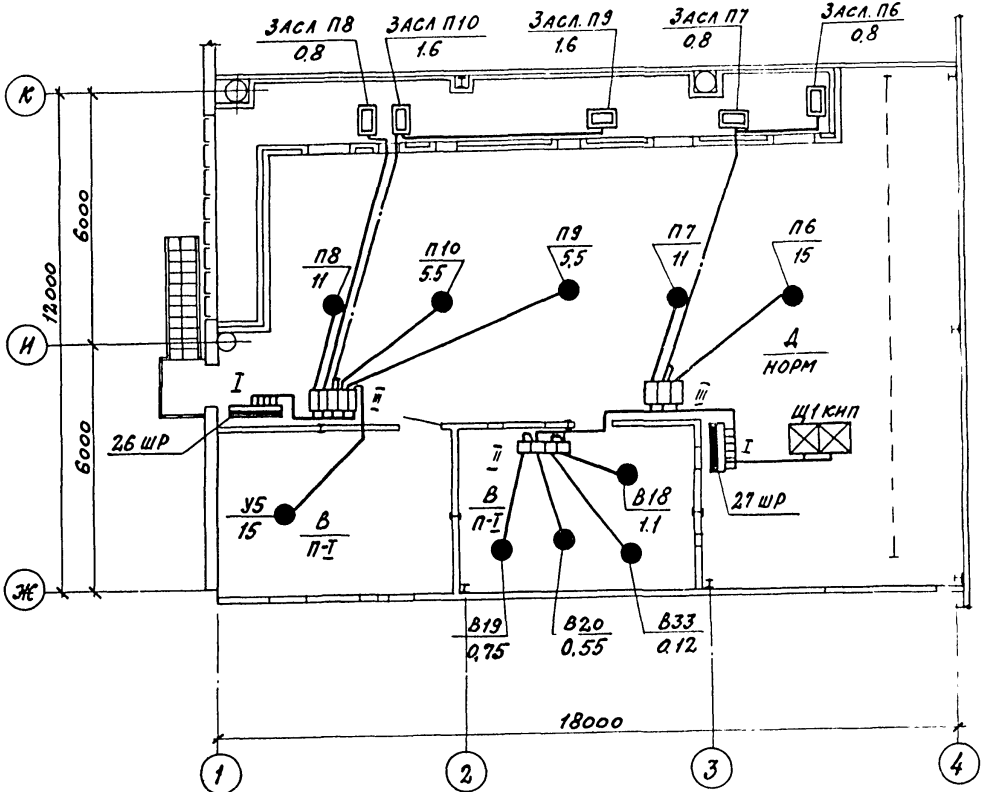 ЗАСЛ П8
0,8
ЗАСЛ П10
1.6
ЗАСЛ. П9
1.6
ЗАСЛ П7
0,8
ЗАСЛ. П6
0,8
К
6000
12000
П8
11
П10
5.5
П9
5,5
П7
11
П6
15
И
Д
НОРМ
I
III
III
Щ1 КИП
26 ШР
6000
II
I
У5
15
В
П-I
В
П-I
В18
1.1
27 ШР
Ж
В19
0,75
В20
0,55
В33
0.12
18000
1
2
3
4